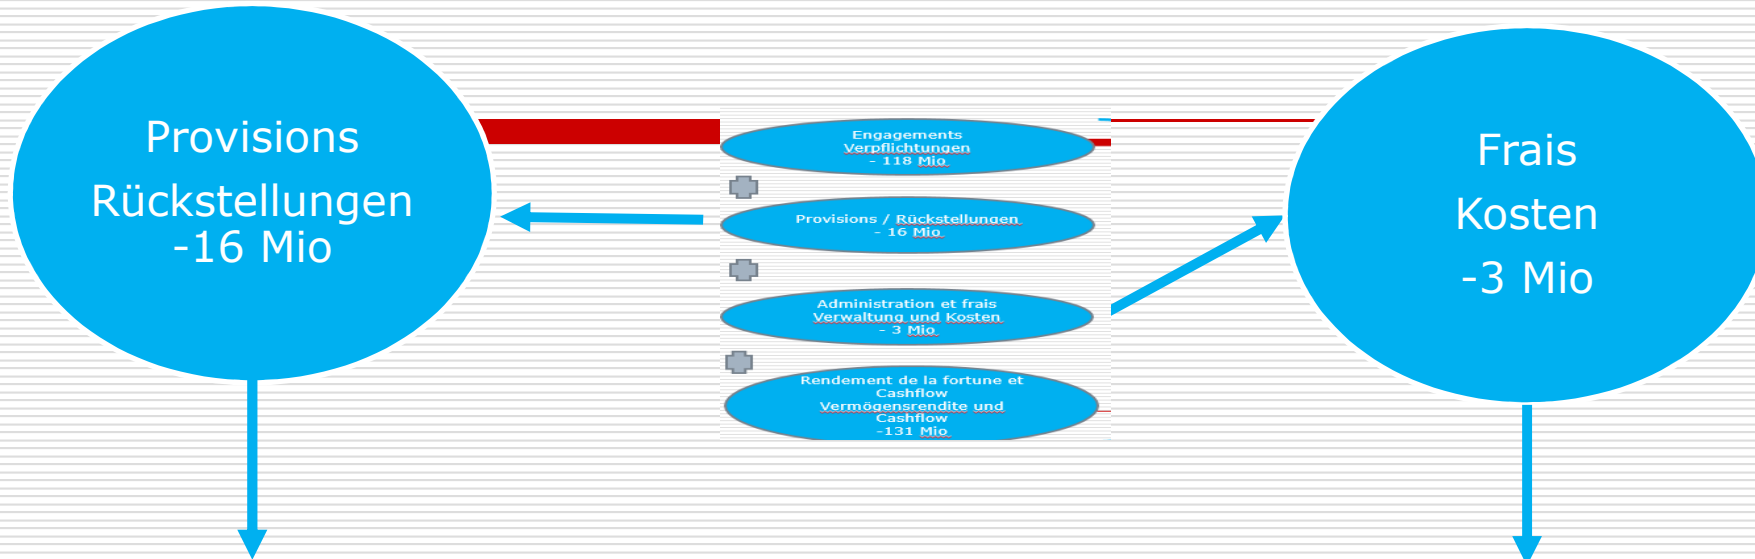 Provisions
Rückstellungen
-16 Mio
Engagements
Verpflichtungen
- 118 Mio
Provisions / Rückstellungen
- 16 Mio
Administration et frais
Verwaltung und Kosten
- 3 Mio
Rendement de la fortune et
Cashflow
Vermögensrendite und
Cashflow
-131 Mio
Frais
Kosten
-3 Mio